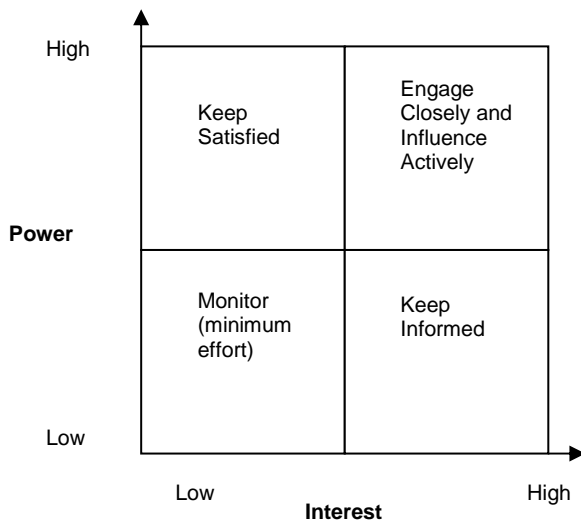 High
Keep
Satisfied
Engage
Closely and
Influence
Actively
Power
Monitor
(minimum
effort)
Keep
Informed
Low
Low
High
Interest